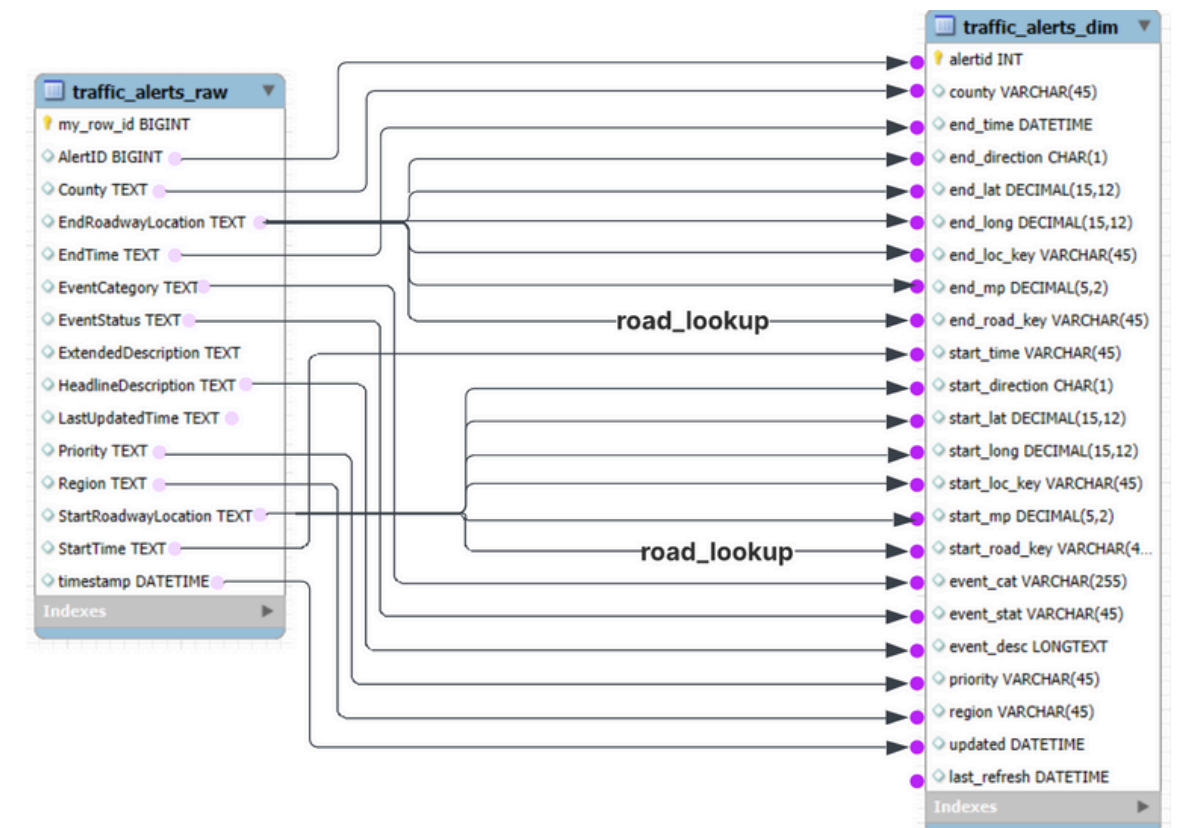 traffic_alerts_raw
my_row_id BIGINT
AlertID BIGINT
County TEXT
EndRoadwayLocation TEXT
EndTime TEXT
EventCategory TEXT
EventStatus TEXT
ExtendedDescription TEXT
HeadlineDescription TEXT
LastUpdatedTime TEXT
Priority TEXT
Region TEXT
StartRoadwayLocation TEXT
StartTime TEXT
timestamp DATETIME
Indexes
road_lookup
road_lookup
traffic_alerts_dim
alertid INT
county VARCHAR(45)
end_time DATETIME
end_direction CHAR(1)
end_lat DECIMAL(15,12)
end_long DECIMAL(15,12)
end_loc_key VARCHAR(45)
end_mp DECIMAL(5,2)
end_road_key VARCHAR(45)
start_time VARCHAR(45)
start_direction CHAR(1)
start_lat DECIMAL(15,12)
start_long DECIMAL(15,12)
start_loc_key VARCHAR(45)
start_mp DECIMAL(5,2)
start_road_key VARCHAR(4...
event_cat VARCHAR(255)
event_stat VARCHAR(45)
event_desc LONGTEXT
priority VARCHAR(45)
region VARCHAR(45)
updated DATETIME
last_refresh DATETIME
Indexes